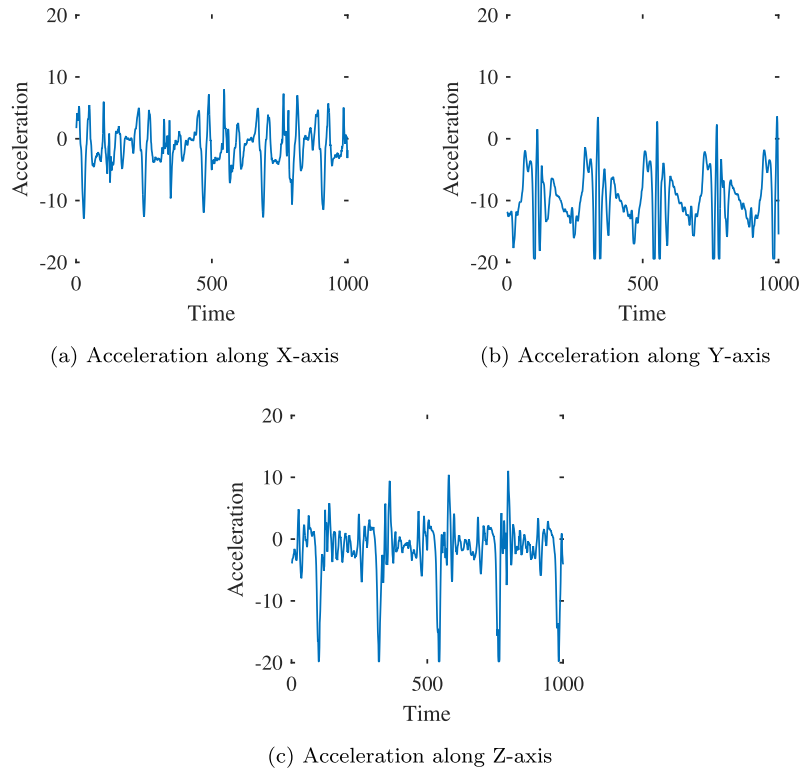 20
10
0
-10
-20
Acceleration
0 500 1000
Time
(a) Acceleration along X-axis
20
10
0
-10
-20
Acceleration
0 500 1000
Time
(b) Acceleration along Y-axis
20
10
0
-10
-20
Acceleration
0 500 1000
Time
(c) Acceleration along Z-axis